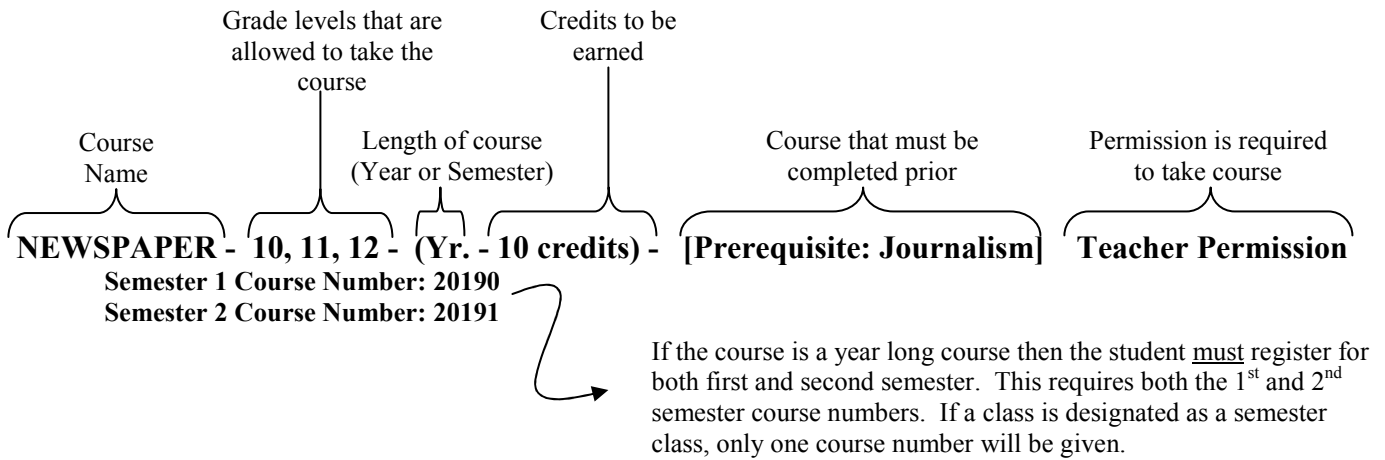 Grade levels that are
allowed to take the
course
Credits to be
earned
Course
Name
Length of course
(Year or Semester)
Course that must be
completed prior
Permission is required
to take course
NEWSPAPER - 10, 11, 12 - (Yr. - 10 credits) - [Prerequisite: Journalism] Teacher Permission
Semester 1 Course Number: 20190
Semester 2 Course Number: 20191
If the course is a year long course then the student must register for
both first and second semester. This requires both the 1st and 2nd
semester course numbers. If a class is designated as a semester
class, only one course number will be given.